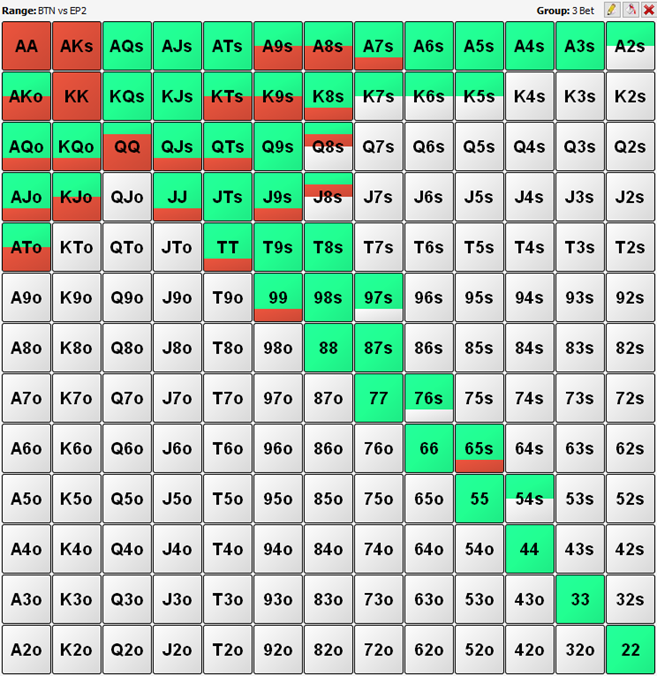 Range: BTN vs EP2 Group: 3 Bet
AA AKs AQs AJs ATs A9s A8s A7s A6s A5s A4s A3s A2s
AKo KK KQs KJs KTs K9s K8s K7s K6s K5s K4s K3s K2s
AQo KQo QQ QJs QTs Q9s Q8s Q7s Q6s Q5s Q4s Q3s Q2s
AJo KJo QJo JJ JTs J9s J8s J7s J6s J5s J4s J3s J2s
ATo KTo QTo JTo TT T9s T8s T7s T6s T5s T4s T3s T2s
A9o K9o Q9o J9o T9o 99 98s 97s 96s 95s 94s 93s 92s
A8o K8o Q8o J8o T8o 98o 88 87s 86s 85s 84s 83s 82s
A7o K7o Q7o J7o T7o 97o 87o 77 76s 75s 74s 73s 72s
A6o K6o Q6o J6o T6o 96o 86o 76o 66 65s 64s 63s 62s
A5o K5o Q5o J5o T5o 95o 85o 75o 65o 55 54s 53s 52s
A4o K4o Q4o J4o T4o 94o 84o 74o 64o 54o 44 43s 42s
A3o K3o Q3o J3o T3o 93o 83o 73o 63o 53o 43o 33 32s
A2o K2o Q2o J2o T2o 92o 82o 72o 62o 52o 42o 32o 22